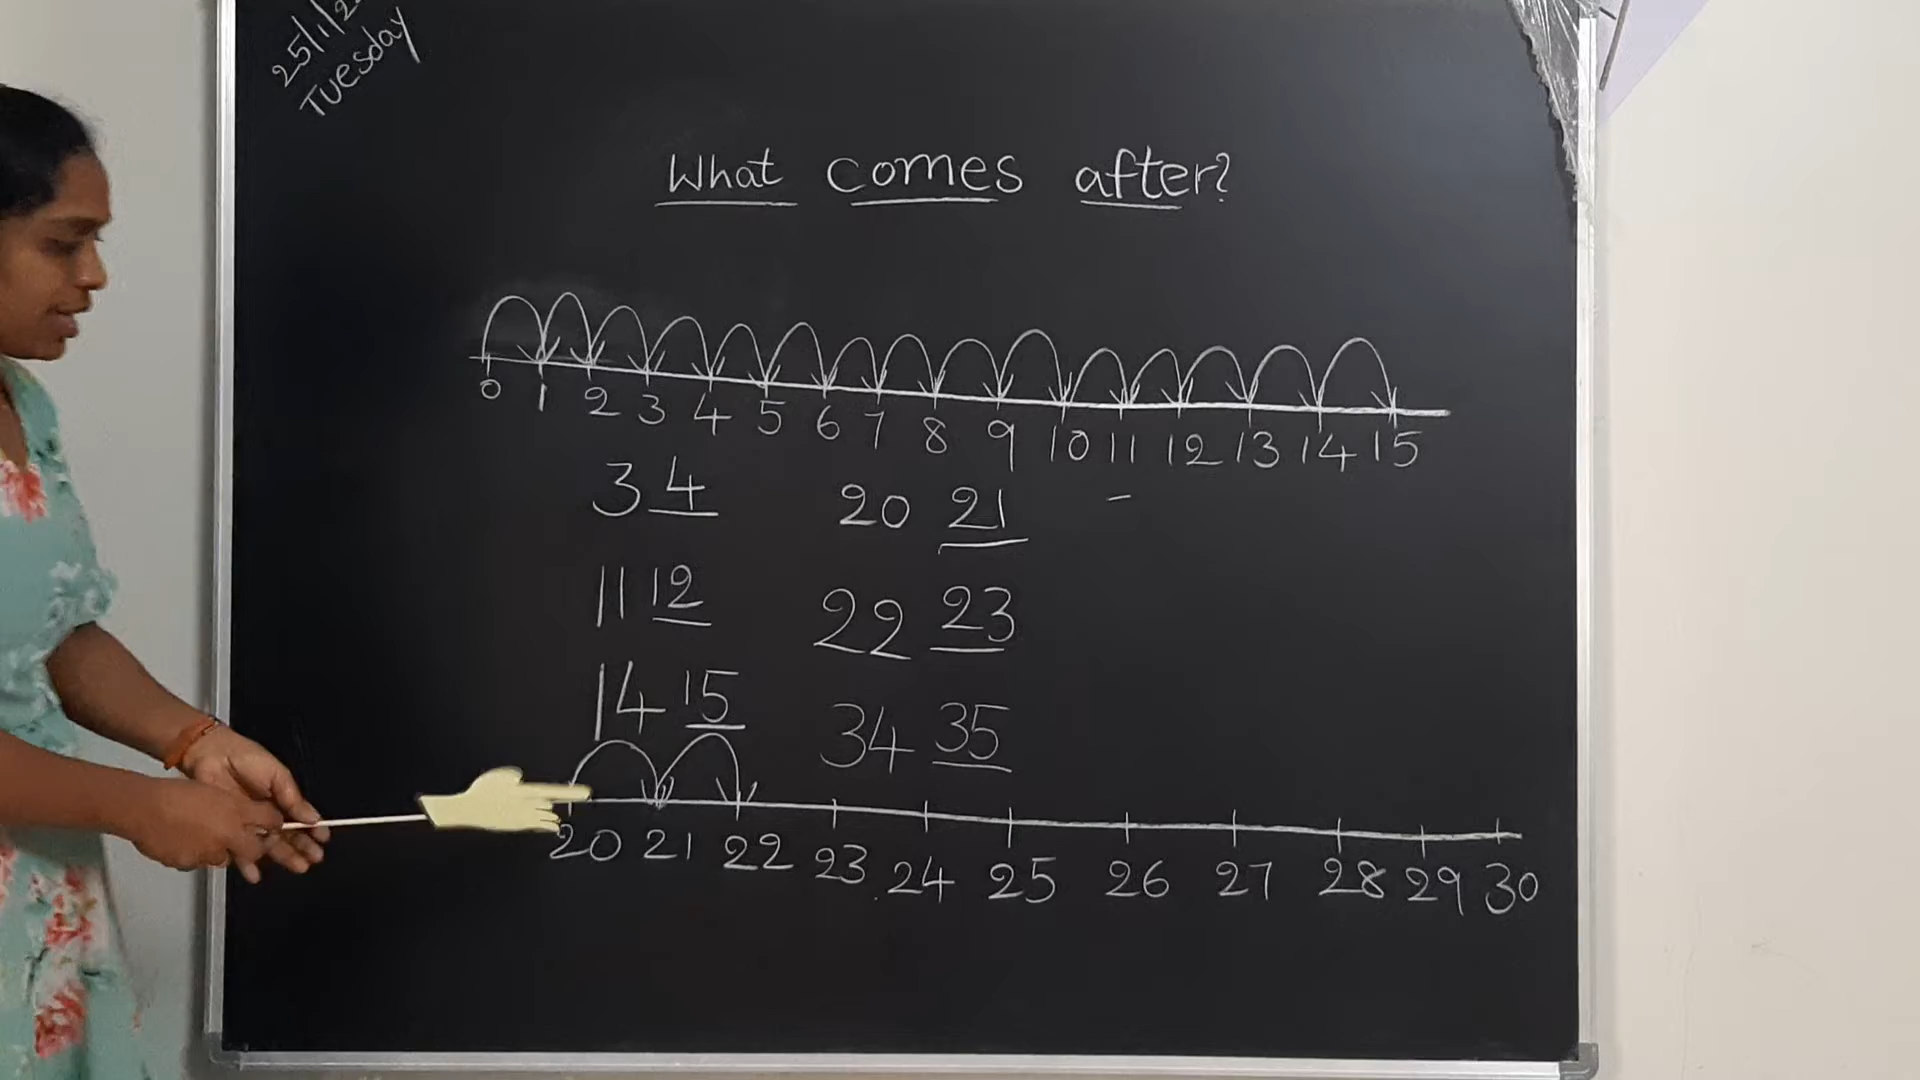 25/1/2
Tuesday
What comes after?
0 1 2 3 4 5 6 7 8 9 10 11 12 13 14 15
3 4 20 21
11 12 22 23
14 15 34 35
20 21 22 23 24 25 26 27 28 29 30